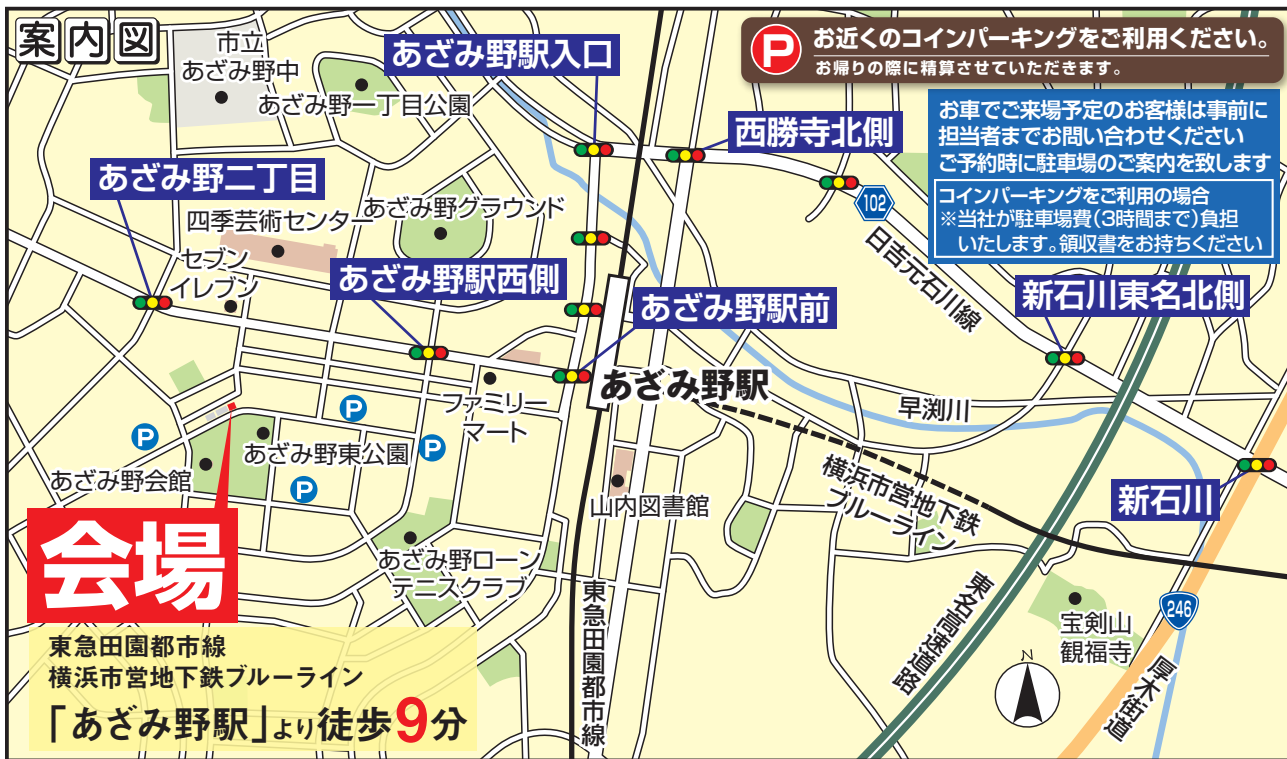 案内図
市立
あざみ野中
あざみ野一丁目公園
あざみ野駅入口
P
お近くのコインパーキングをご利用ください。
お帰りの際に精算させていただきます。
お車でご来場予定のお客様は事前に
担当者までお問い合わせください
ご予約時に駐車場のご案内を致します
コインパーキングをご利用の場合
※当社が駐車場費(3時間まで)負担
いたします。領収書をお持ちください
西勝寺北側
102
日吉元石川線
あざみ野二丁目
四季芸術センター
あざみ野グラウンド
セブン
イレブン
あざみ野駅西側
あざみ野駅前
新石川東名北側
あざみ野駅
ファミリー
マート
早渕川
P
P
P
P
あざみ野東公園
あざみ野会館
山内図書館
横浜市営地下鉄
ブルーライン
新石川
会場
あざみ野ローン
テニスクラブ
東急田園都市線
東名高速道路
宝剣山
観福寺
246
厚木街道
N
東急田園都市線
横浜市営地下鉄ブルーライン
「あざみ野駅」より徒歩9分